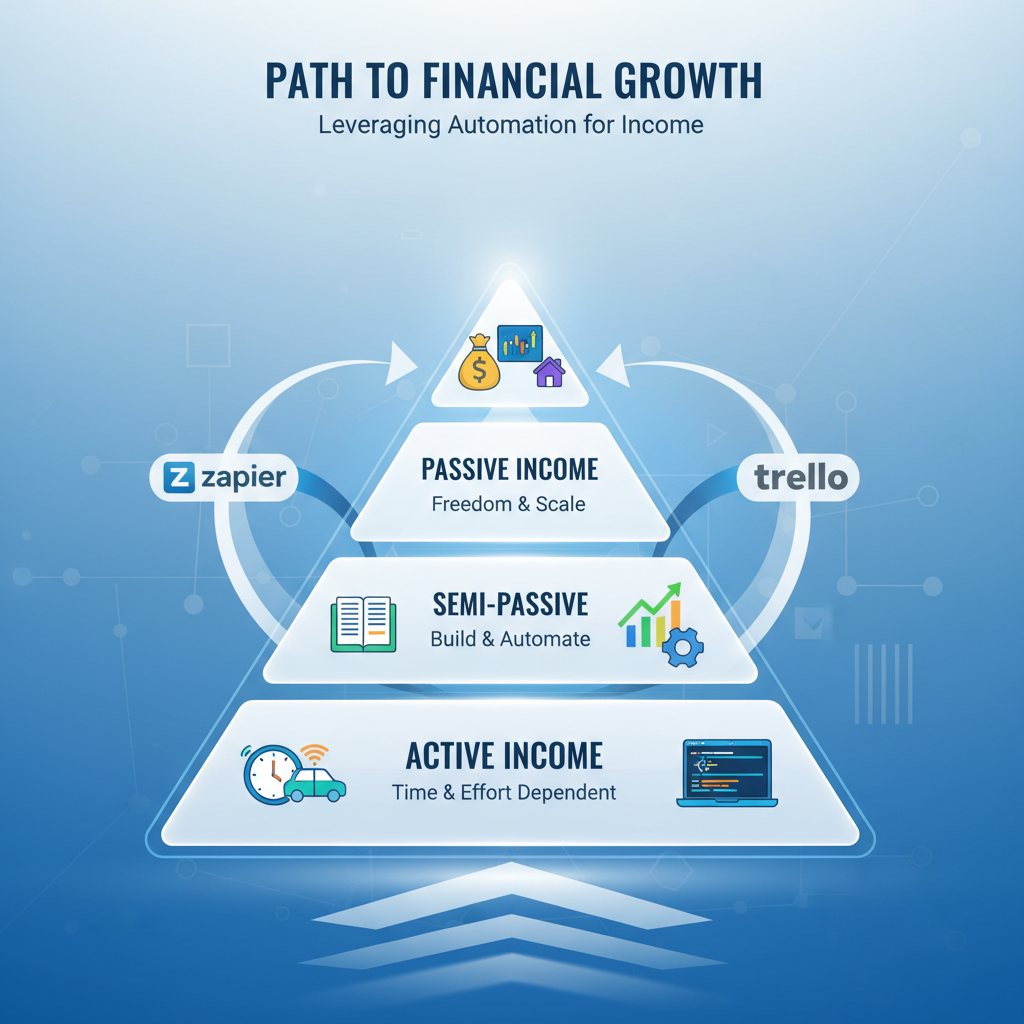 PATH TO FINANCIAL GROWTH
Leveraging Automation for Income
$
PASSIVE INCOME
Freedom & Scale
Z zapier
trello
SEMI-PASSIVE
Build & Automate
ACTIVE INCOME
Time & Effort Dependent